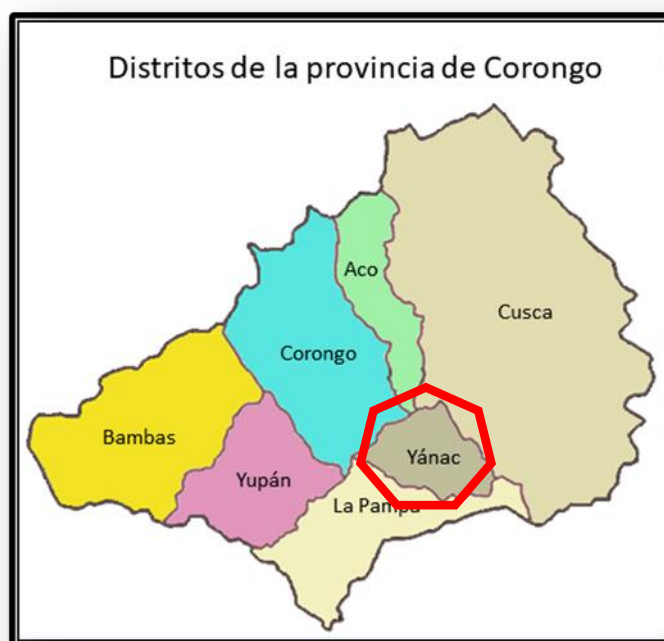 Distritos de la provincia de Corongo
Aco
Cusca
Corongo
Bambas
Yánac
Yupán
La Pampa